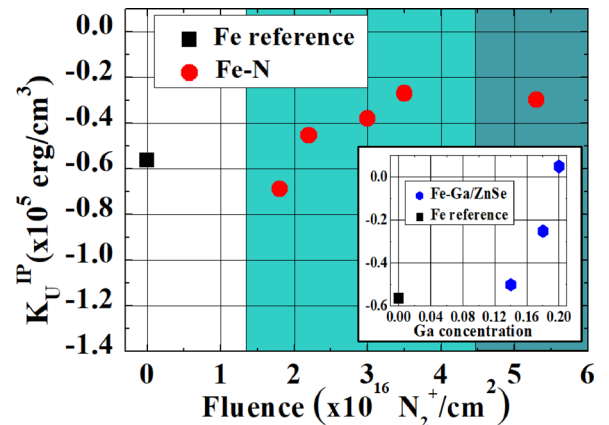 Fe reference
Fe-N
0.0
-0.2
-0.4
-0.6
-0.8
-1.0
-1.2
-1.4
K_U^IP(x10^5 erg/cm^3)
0 1 2 3 4 5 6
Fluence (x10^16 N_2^+/cm^2)
Fe-Ga/ZnSe
Fe reference
0.0
-0.2
-0.4
-0.6
0.00 0.04 0.08 0.12 0.16 0.20
Ga concentration